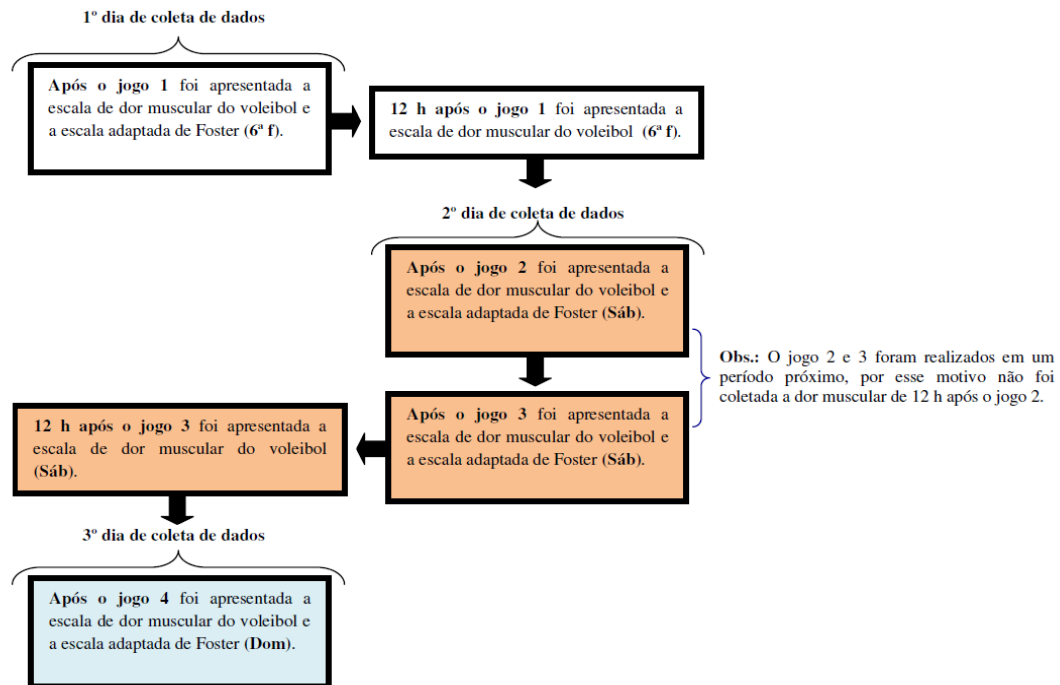 1º dia de coleta de dados
Após o jogo 1 foi apresentada a
escala de dor muscular do voleibol e
a escala adaptada de Foster (6ª f).
12 h após o jogo 1 foi apresentada a
escala de dor muscular do voleibol (6ª f).
2º dia de coleta de dados
Após o jogo 2 foi apresentada a
escala de dor muscular do voleibol e
a escala adaptada de Foster (Sáb).
Obs.: O jogo 2 e 3 foram realizados em um
período próximo, por esse motivo não foi
coletada a dor muscular de 12 h após o jogo 2.
Após o jogo 3 foi apresentada a
escala de dor muscular do voleibol e
a escala adaptada de Foster (Sáb).
12 h após o jogo 3 foi apresentada a
escala de dor muscular do voleibol
(Sáb).
3º dia de coleta de dados
Após o jogo 4 foi apresentada a
escala de dor muscular do voleibol e
a escala adaptada de Foster (Dom).